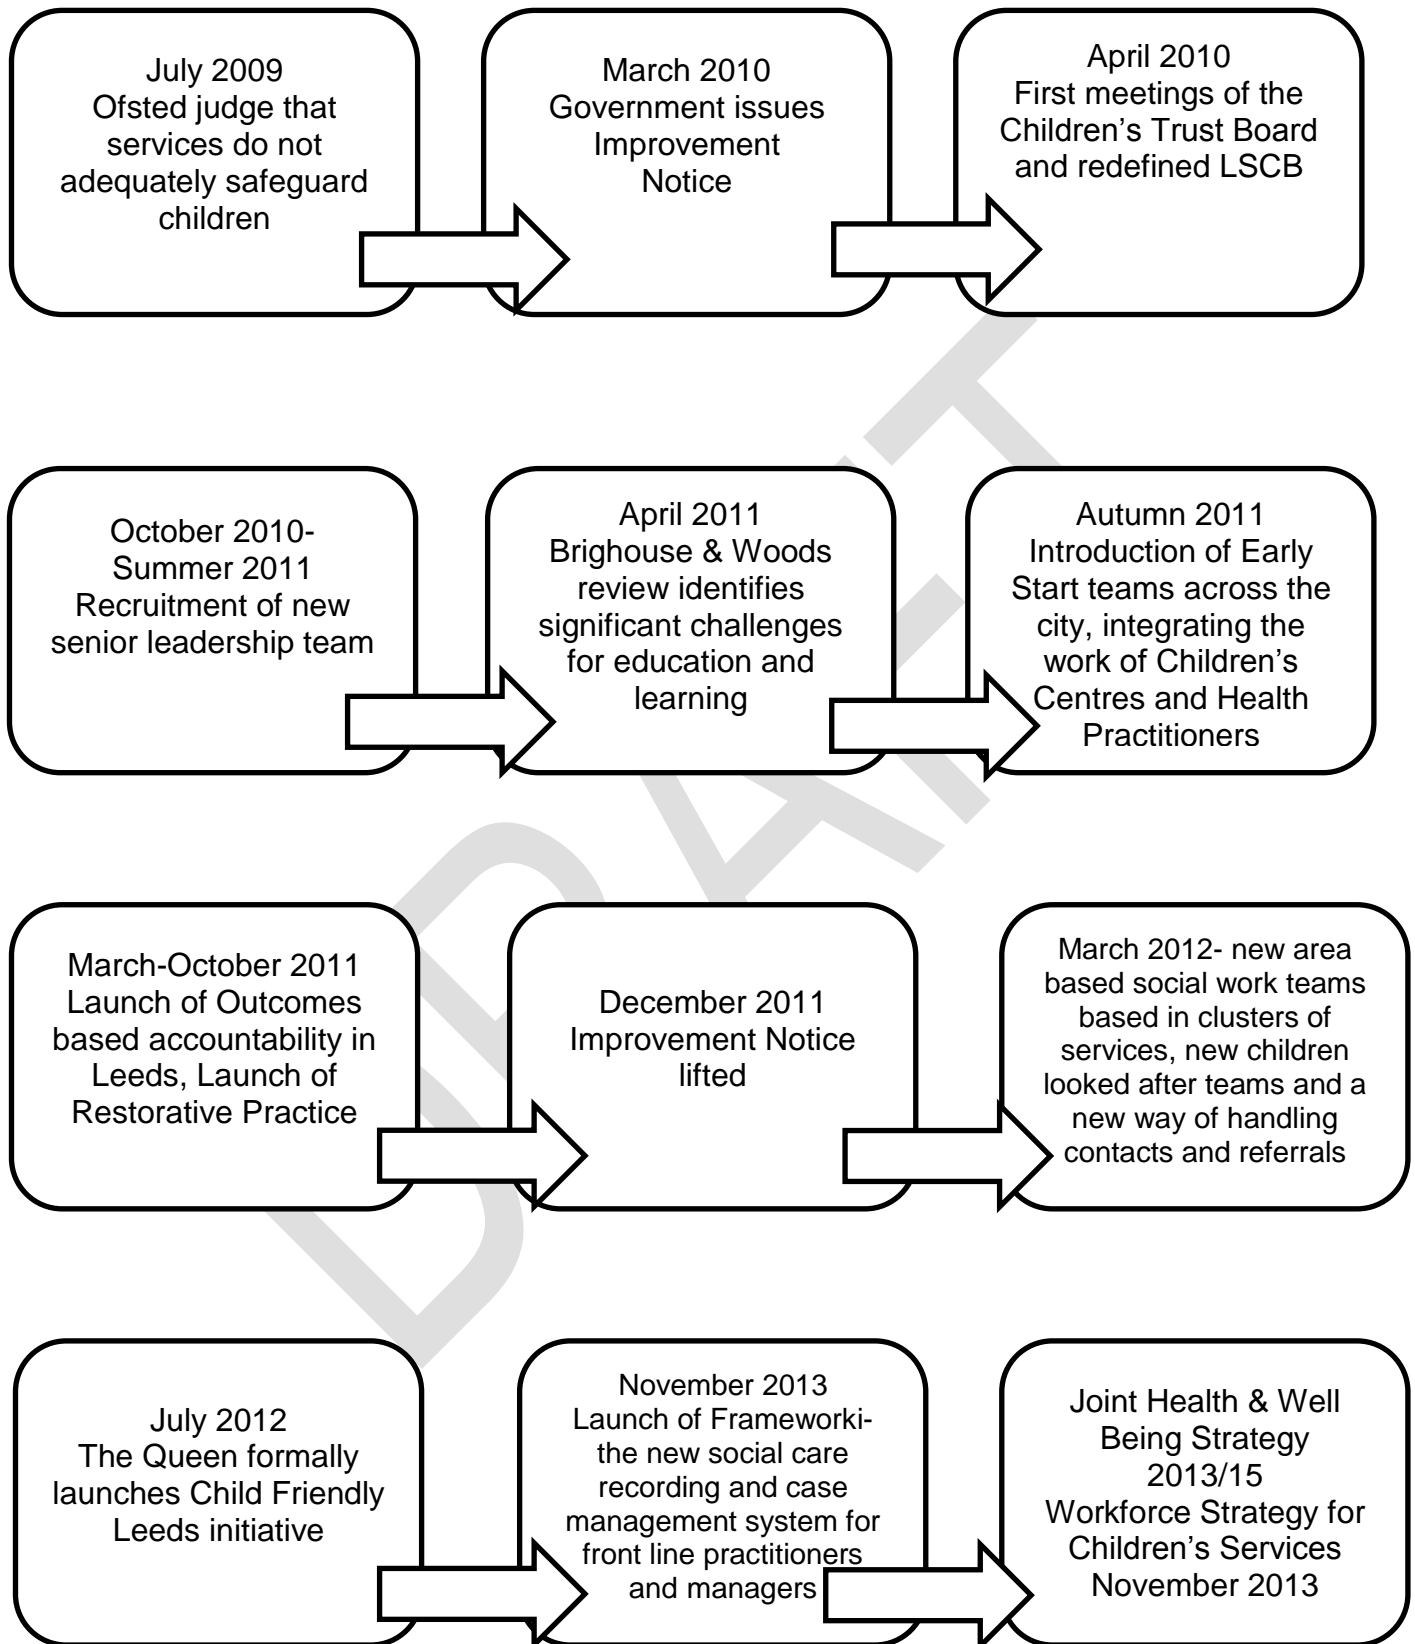 July 2009
Ofsted judge that
services do not
adequately safeguard
children
March 2010
Government issues
Improvement
Notice
April 2010
First meetings of the
Children’s Trust Board
and redefined LSCB
October 2010-
Summer 2011
Recruitment of new
senior leadership team
April 2011
Brighouse & Woods
review identifies
significant challenges
for education and
learning
Autumn 2011
Introduction of Early
Start teams across the
city, integrating the
work of Children’s
Centres and Health
Practitioners
March-October 2011
Launch of Outcomes
based accountability in
Leeds, Launch of
Restorative Practice
December 2011
Improvement Notice
lifted
March 2012- new area
based social work teams
based in clusters of
services, new children
looked after teams and a
new way of handling
contacts and referrals
July 2012
The Queen formally
launches Child Friendly
Leeds initiative
November 2013
Launch of Frameworki-
the new social care
recording and case
management system for
front line practitioners
and managers
Joint Health & Well
Being Strategy
2013/15
Workforce Strategy for
Children’s Services
November 2013
DRAFT